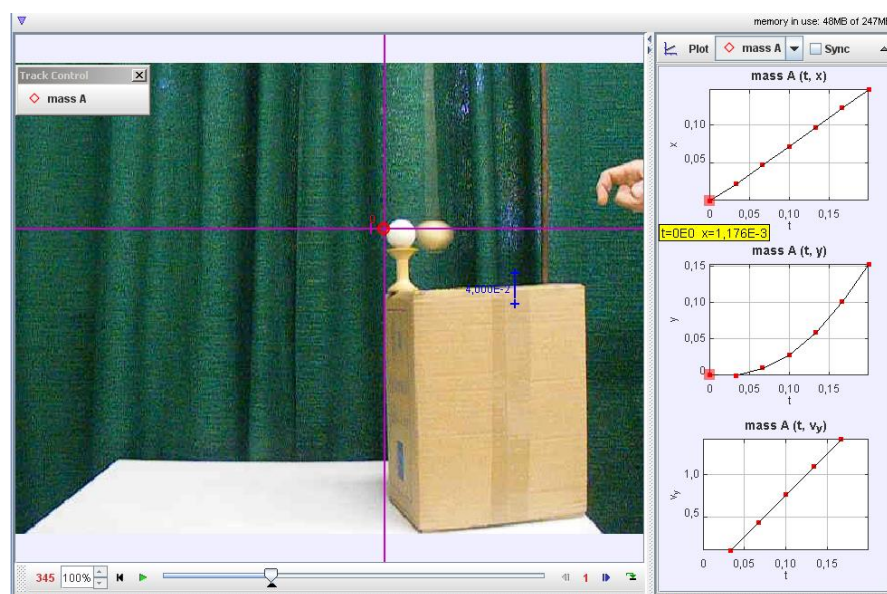 memory in use: 48MB of 247MB
Plot mass A Sync
Track Control
mass A
mass A (t, x)
0,10
0,05
x
0 0,05 0,10 0,15
t
t=0E0 x=1,176E-3
mass A (t, y)
0,15
0,10
0,05
0
y
0 0,05 0,10 0,15
t
4,000E-2
mass A (t, vy)
1,0
0,5
vy
0 0,05 0,10 0,15
t
345 100% 1